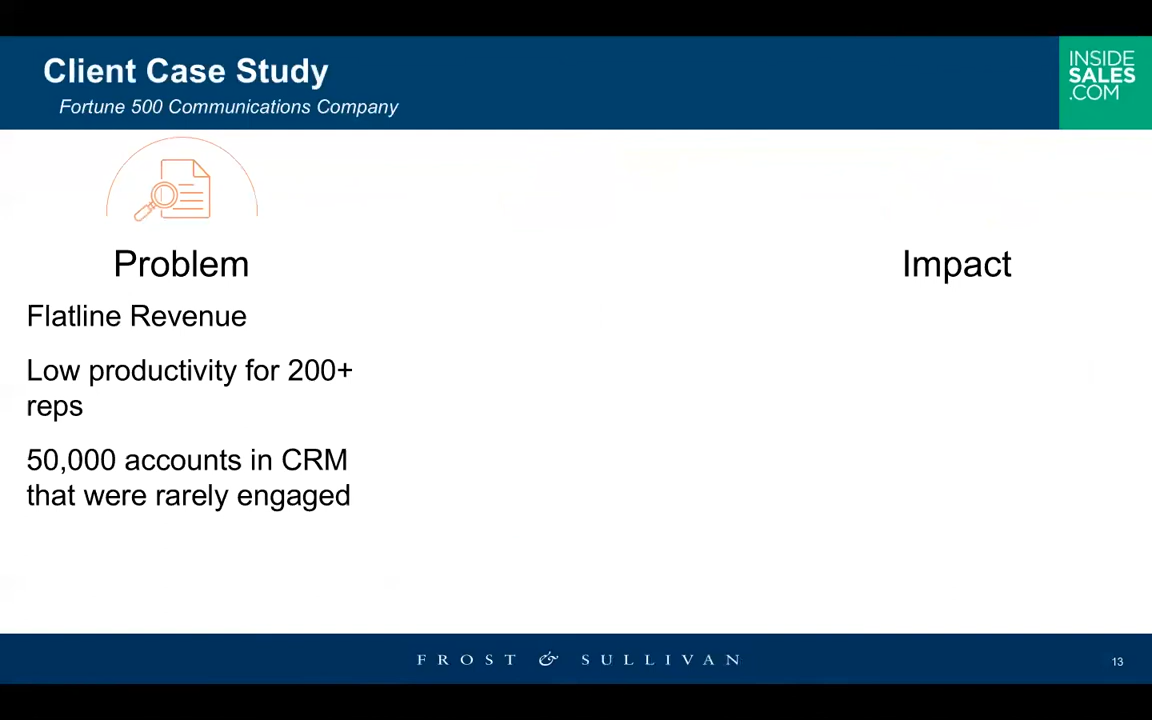 Client Case Study
Fortune 500 Communications Company
INSIDE
SALES
.COM
Problem
Flatline Revenue
Low productivity for 200+
reps
50,000 accounts in CRM
that were rarely engaged
Impact
FROST & SULLIVAN
13